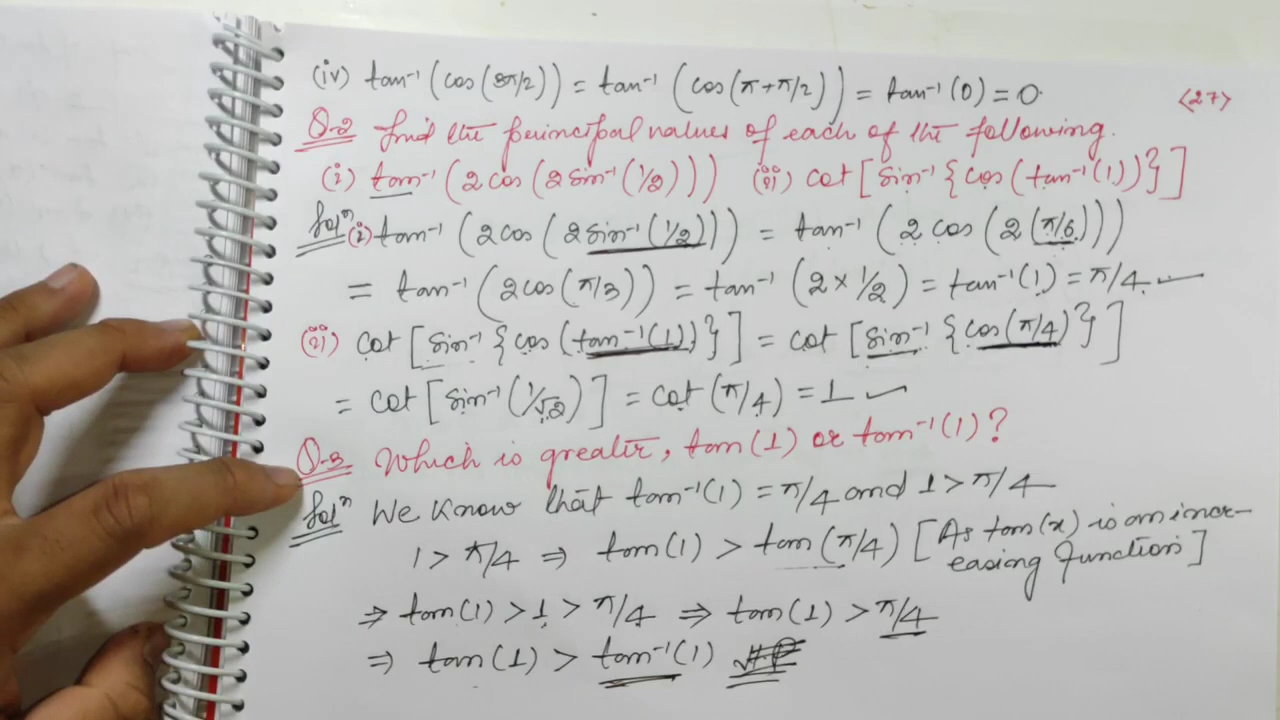 (iv) tan⁻¹(cos(3π/2)) = tan⁻¹(cos(π+π/2)) = tan⁻¹(0) = 0.
<27>
Q-2 find the principal values of each of the following.
(i) tan⁻¹(2cos(2sin⁻¹(1/2))) (ii) cot[sin⁻¹{cos(tan⁻¹(1))}]
Solⁿ (i) tan⁻¹(2cos(2sin⁻¹(1/2))) = tan⁻¹(2cos(2(π/6)))
= tan⁻¹(2cos(π/3)) = tan⁻¹(2×1/2) = tan⁻¹(1) = π/4 ✓
(ii) cot[sin⁻¹{cos(tan⁻¹(1))}] = cot[sin⁻¹{cos(π/4)}]
= cot[sin⁻¹(1/√2)] = cot(π/4) = 1 ✓
Q-3 Which is greater, tan(1) or tan⁻¹(1)?
Solⁿ We know that tan⁻¹(1) = π/4 and 1 > π/4
1 > π/4 ⇒ tan(1) > tan(π/4) [As tan(x) is an incr-
easing function]
⇒ tan(1) > 1 > π/4 ⇒ tan(1) > π/4
⇒ tan(1) > tan⁻¹(1)